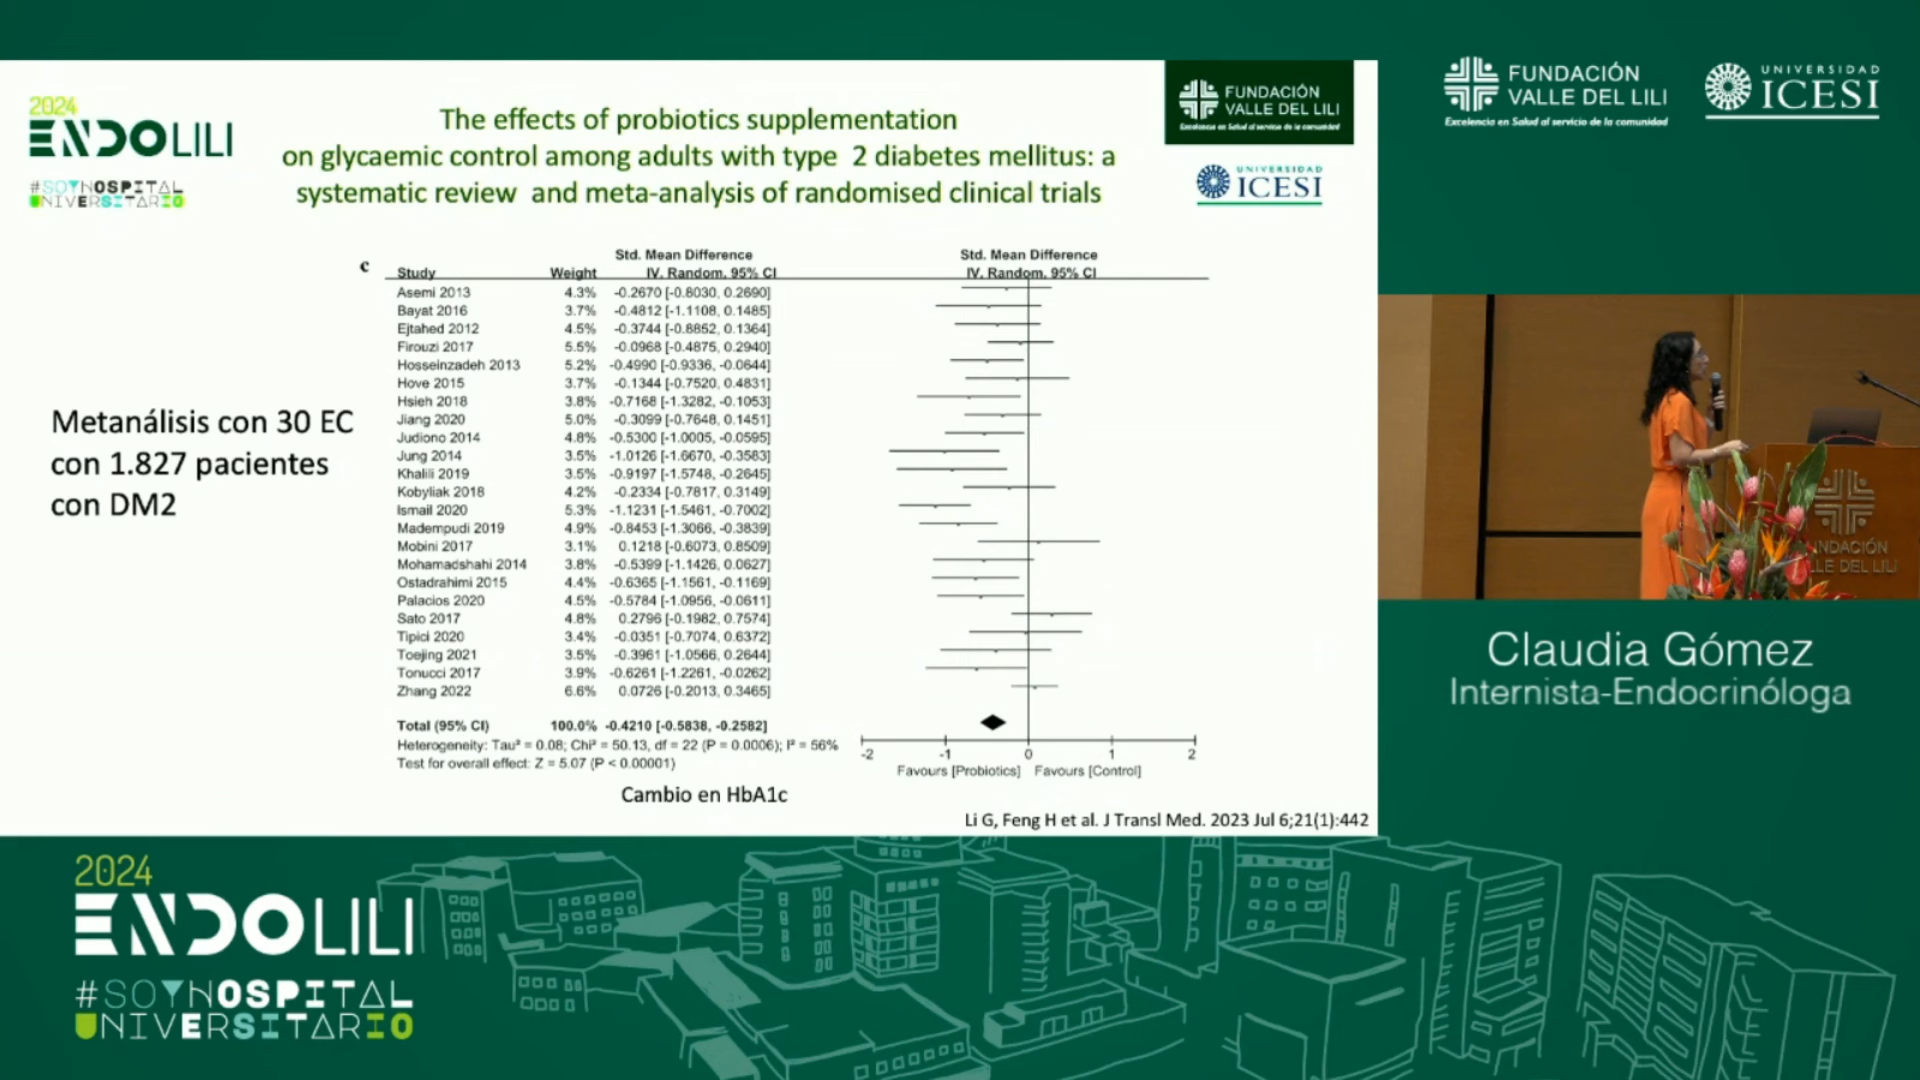 FUNDACIÓN
VALLE DEL LILI
Excelencia en Salud al servicio de la comunidad
UNIVERSIDAD
ICESI
2024
ENDOLILI
#SOYHOSPITAL
UNIVERSITARIO
The effects of probiotics supplementation
on glycaemic control among adults with type 2 diabetes mellitus: a
systematic review and meta-analysis of randomised clinical trials
FUNDACIÓN
VALLE DEL LILI
Excelencia en Salud al servicio de la comunidad
UNIVERSIDAD
ICESI
Metanálisis con 30 EC
con 1.827 pacientes
con DM2
c
Std. Mean Difference Std. Mean Difference
Study Weight IV, Random, 95% CI IV, Random, 95% CI
Asemi 2013 4.3% -0.2670 [-0.8030, 0.2690]
Bayat 2016 3.7% -0.4812 [-1.1108, 0.1485]
Ejtahed 2012 4.5% -0.3744 [-0.8852, 0.1364]
Firouzi 2017 5.5% -0.0968 [-0.4875, 0.2940]
Hosseinzadeh 2013 5.2% -0.4990 [-0.9336, -0.0644]
Hove 2015 3.7% -0.1344 [-0.7520, 0.4831]
Hsieh 2018 3.8% -0.7168 [-1.3282, -0.1053]
Jiang 2020 5.0% -0.3099 [-0.7648, 0.1451]
Judiono 2014 4.8% -0.5300 [-1.0005, -0.0595]
Jung 2014 3.5% -1.0126 [-1.6670, -0.3583]
Khalili 2019 3.5% -0.9197 [-1.5748, -0.2645]
Kobyliak 2018 4.2% -0.2334 [-0.7817, 0.3149]
Ismail 2020 5.3% -1.1231 [-1.5461, -0.7002]
Madempudi 2019 4.9% -0.8453 [-1.3066, -0.3839]
Mobini 2017 3.1% 0.1218 [-0.6073, 0.8509]
Mohamadshahi 2014 3.8% -0.5399 [-1.1426, 0.0627]
Ostadrahimi 2015 4.4% -0.6365 [-1.1561, -0.1169]
Palacios 2020 4.5% -0.5784 [-1.0956, -0.0611]
Sato 2017 4.8% 0.2796 [-0.1982, 0.7574]
Tipici 2020 3.4% -0.0351 [-0.7074, 0.6372]
Toejing 2021 3.5% -0.3961 [-1.0566, 0.2644]
Tonucci 2017 3.9% -0.6261 [-1.2261, -0.0262]
Zhang 2022 6.6% 0.0726 [-0.2013, 0.3465]
Total (95% CI) 100.0% -0.4210 [-0.5838, -0.2582]
Heterogeneity: Tau² = 0.08; Chi² = 50.13, df = 22 (P = 0.0006); I² = 56%
Test for overall effect: Z = 5.07 (P < 0.00001)
-2 -1 0 1 2
Favours [Probiotics] Favours [Control]
Cambio en HbA1c
Li G, Feng H et al. J Transl Med. 2023 Jul 6;21(1):442
VALLE DEL LILI
Claudia Gómez
Internista-Endocrinóloga
2024
ENDOLILI
#SOYHOSPITAL
UNIVERSITARIO